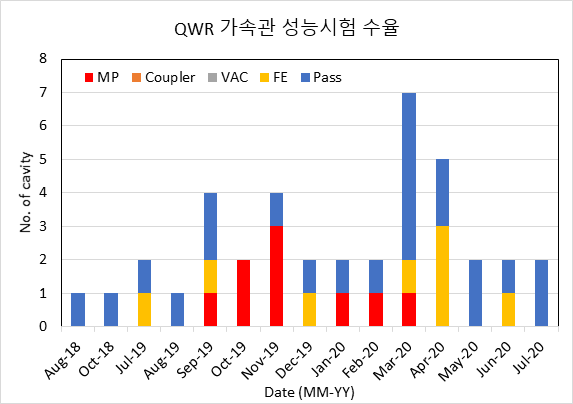 QWR 가속관 성능시험 수율
MP Coupler VAC FE Pass
No. of cavity
8
7
6
5
4
3
2
1
0
Aug-18 Oct-18 Jul-19 Aug-19 Sep-19 Oct-19 Nov-19 Dec-19 Jan-20 Feb-20 Mar-20 Apr-20 May-20 Jun-20 Jul-20
Date (MM-YY)